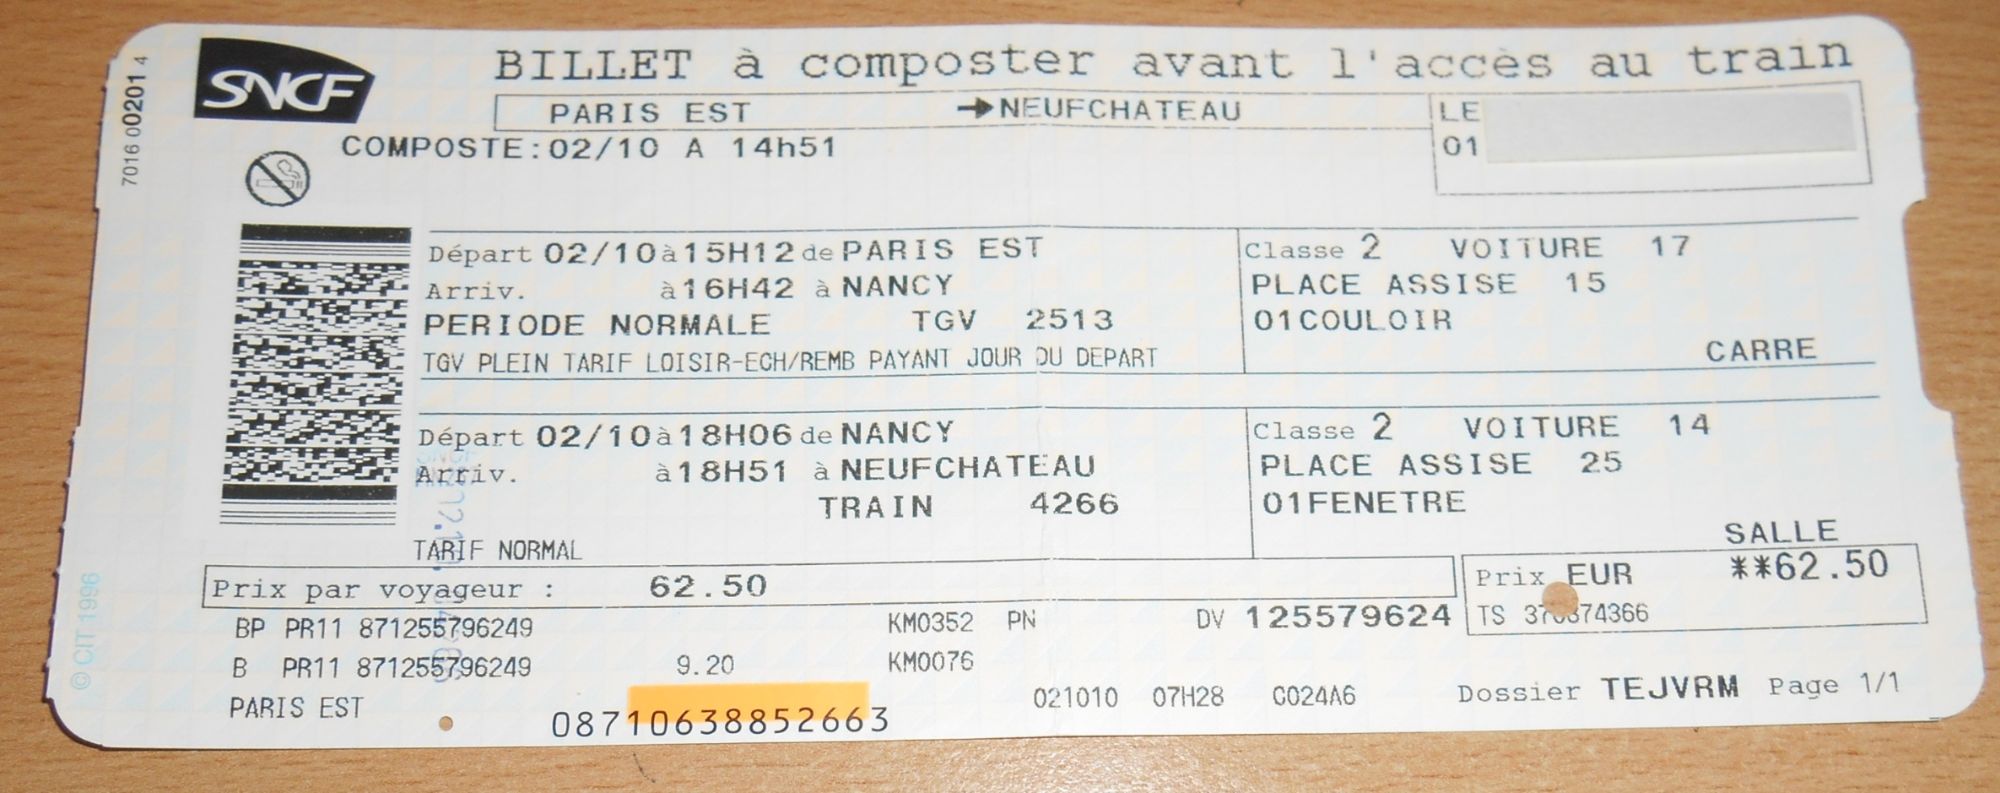 7016 002014
SNCF
BILLET à composter avant l'accès au train
PARIS EST →NEUFCHATEAU
LE
COMPOSTE:02/10 A 14h51
01
Départ 02/10 à 15H12 de PARIS EST Classe 2 VOITURE 17
Arriv. à 16H42 à NANCY PLACE ASSISE 15
PERIODE NORMALE TGV 2513 01COULOIR
TGV PLEIN TARIF LOISIR-ECH/REMB PAYANT JOUR DU DEPART CARRE
Départ 02/10 à 18H06 de NANCY Classe 2 VOITURE 14
Arriv. à 18H51 à NEUFCHATEAU PLACE ASSISE 25
TRAIN 4266 01FENETRE
SALLE
TARIF NORMAL
Prix par voyageur : 62.50 Prix EUR **62.50
BP PR11 871255796249 KM0352 PN DV 125579624 TS
B PR11 871255796249 9.20 KM0076
PARIS EST 08710638852663 021010 07H28 C024A6 Dossier TEJVRM Page 1/1
© CIT 1996